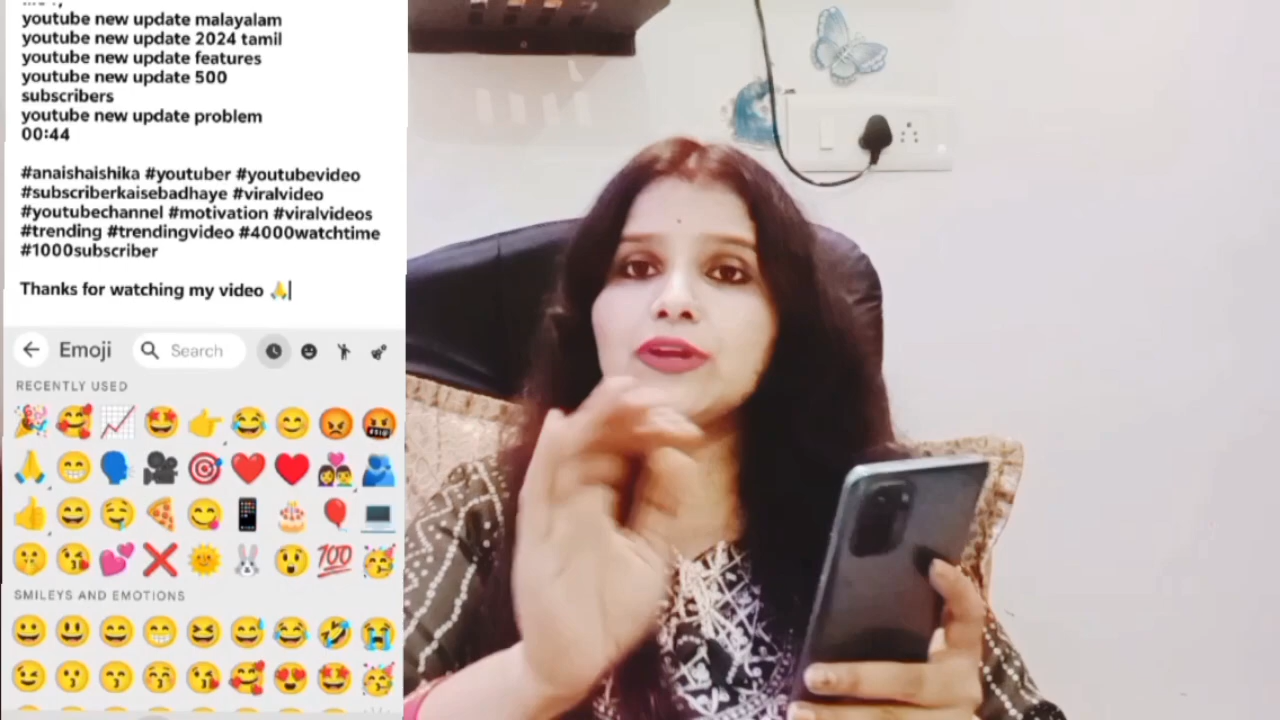 youtube new update malayalam
youtube new update 2024 tamil
youtube new update features
youtube new update 500
subscribers
youtube new update problem
00:44
#anaishaishika #youtuber #youtubevideo
#subscriberkaisebadhaye #viralvideo
#youtubechannel #motivation #viralvideos
#trending #trendingvideo #4000watchtime
#1000subscriber
Thanks for watching my video 🙏
Emoji Search
RECENTLY USED
SMILEYS AND EMOTIONS